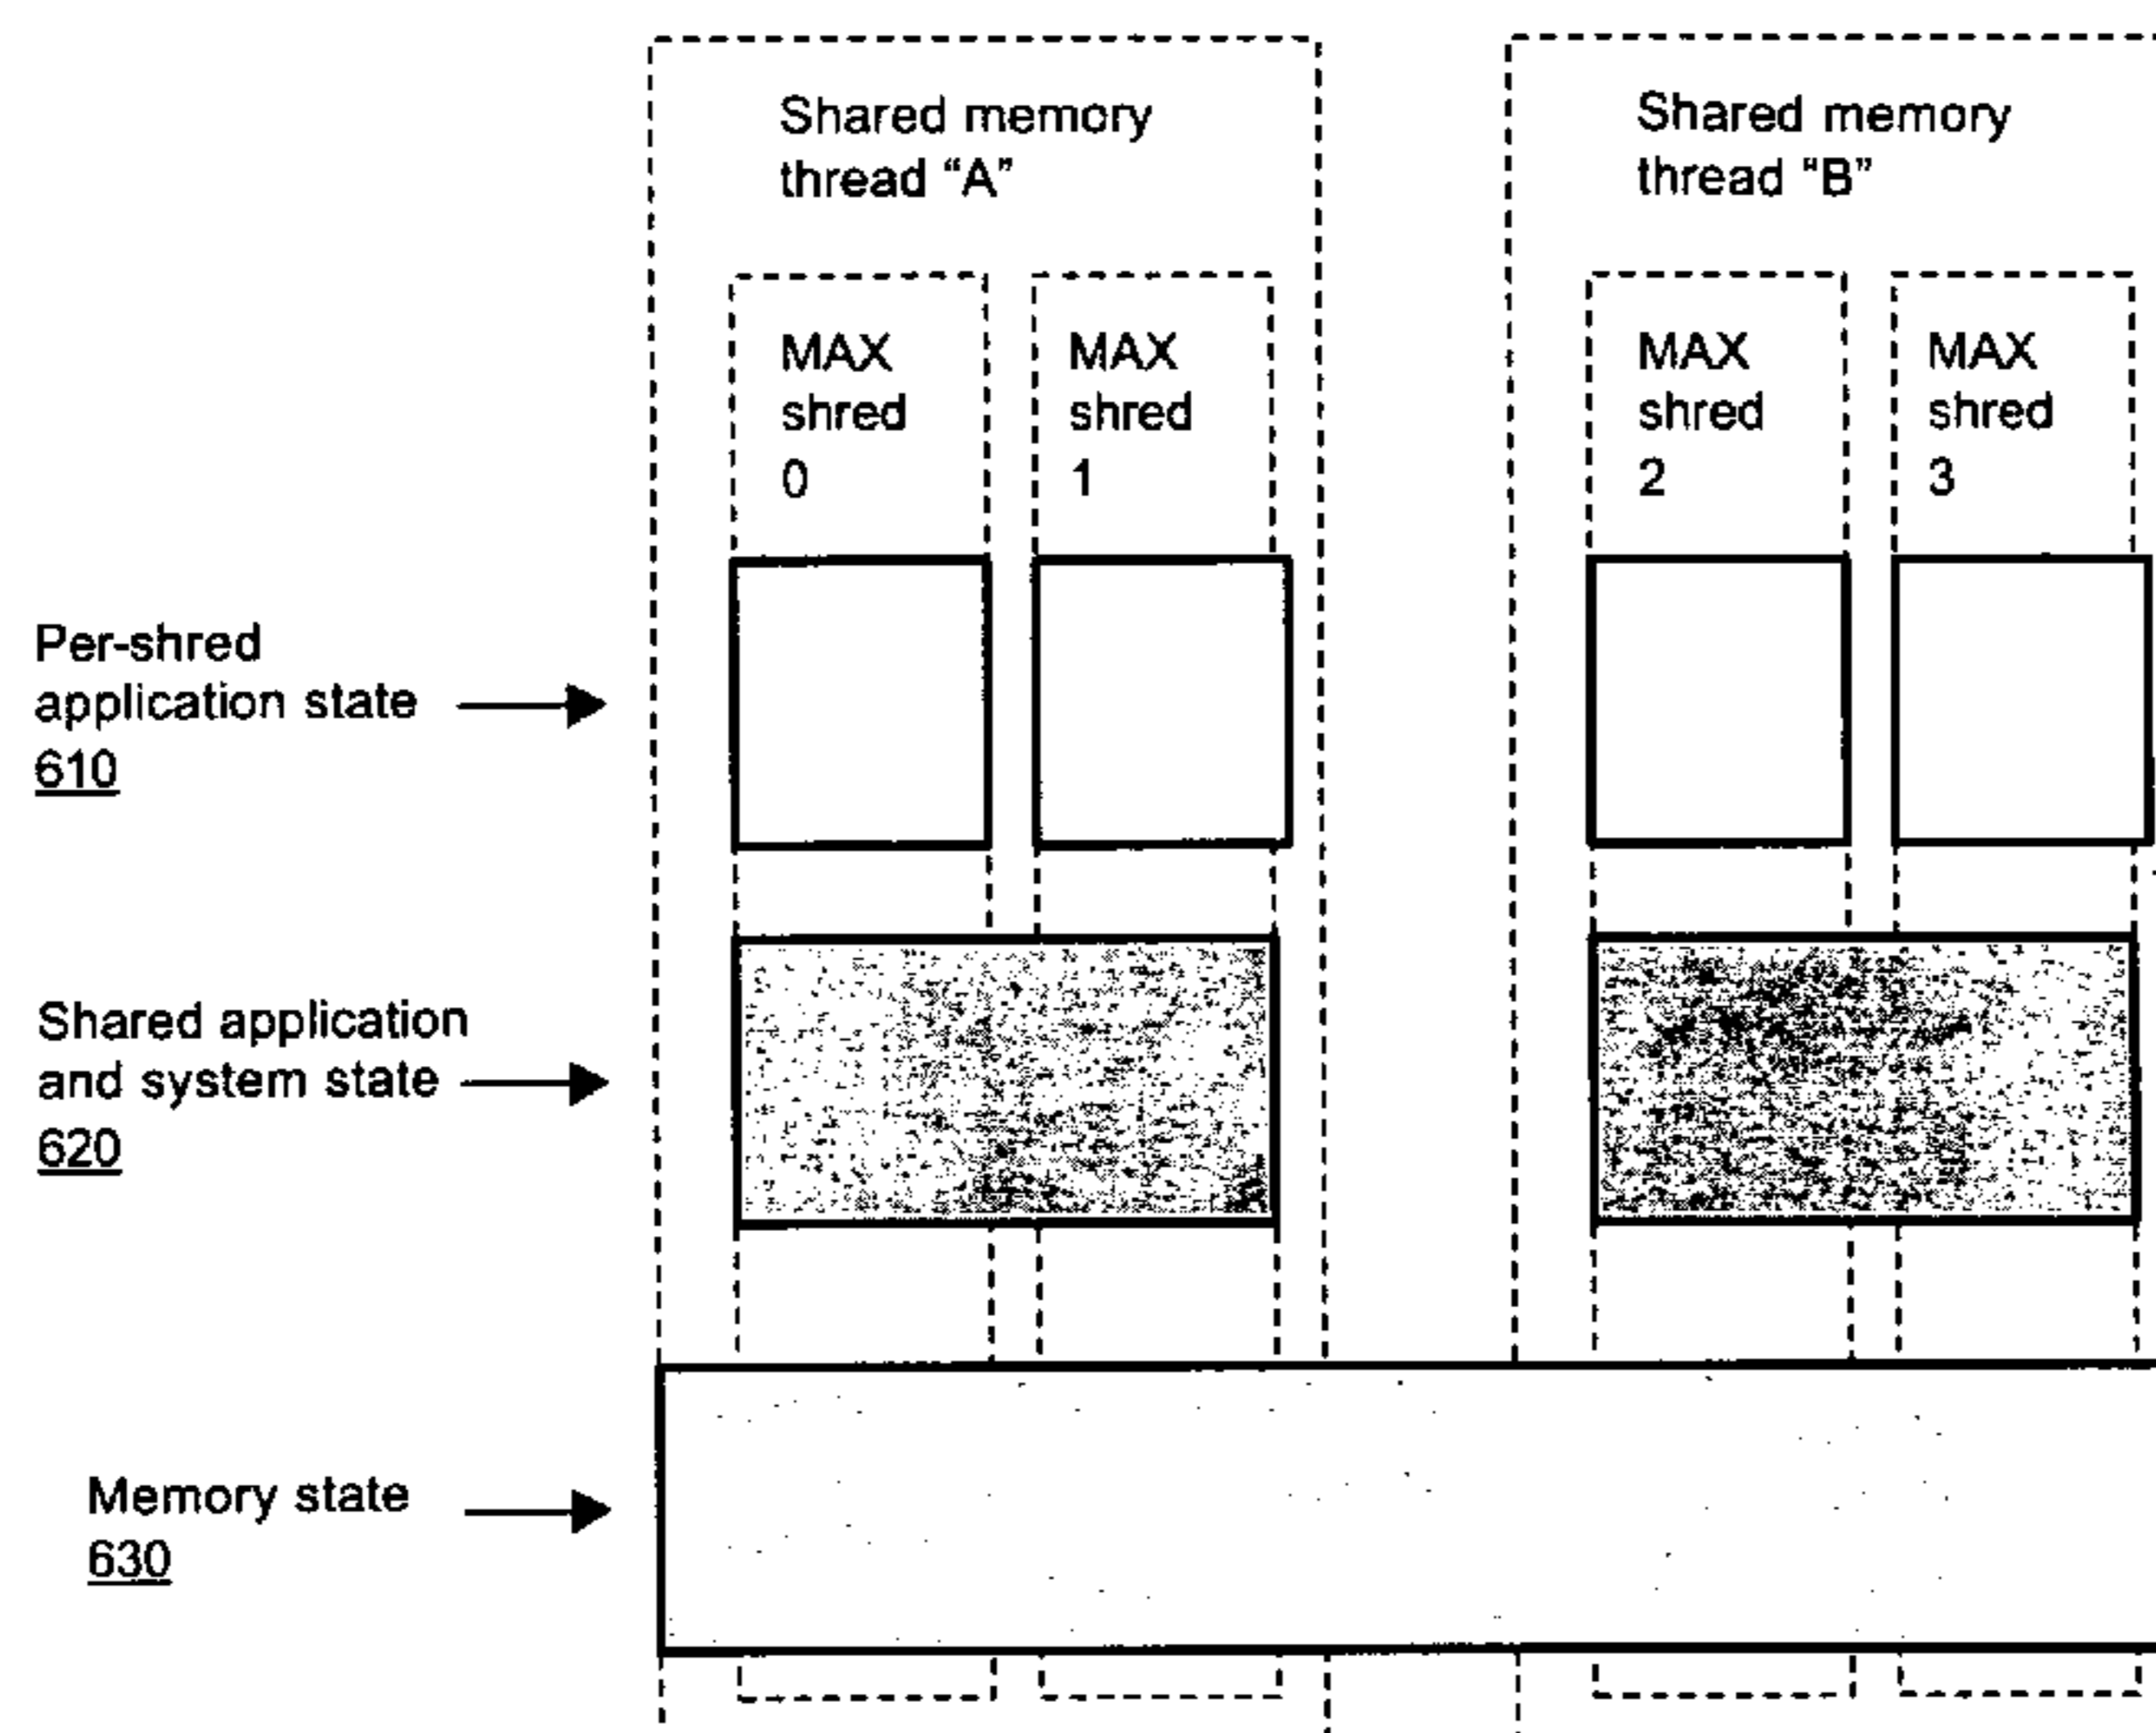 Shared memory
thread “A”
Shared memory
thread “B”
MAX
shred
0
MAX
shred
1
MAX
shred
2
MAX
shred
3
Per-shred
application state
610
Shared application
and system state
620
Memory state
630